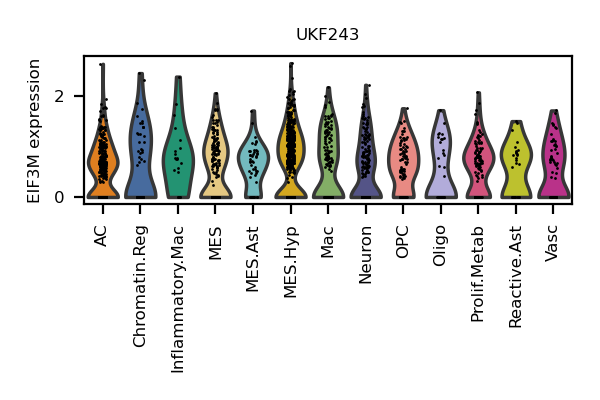 UKF243
EIF3M expression
2
0
AC
Chromatin.Reg
Inflammatory.Mac
MES
MES.Ast
MES.Hyp
Mac
Neuron
OPC
Oligo
Prolif.Metab
Reactive.Ast
Vasc